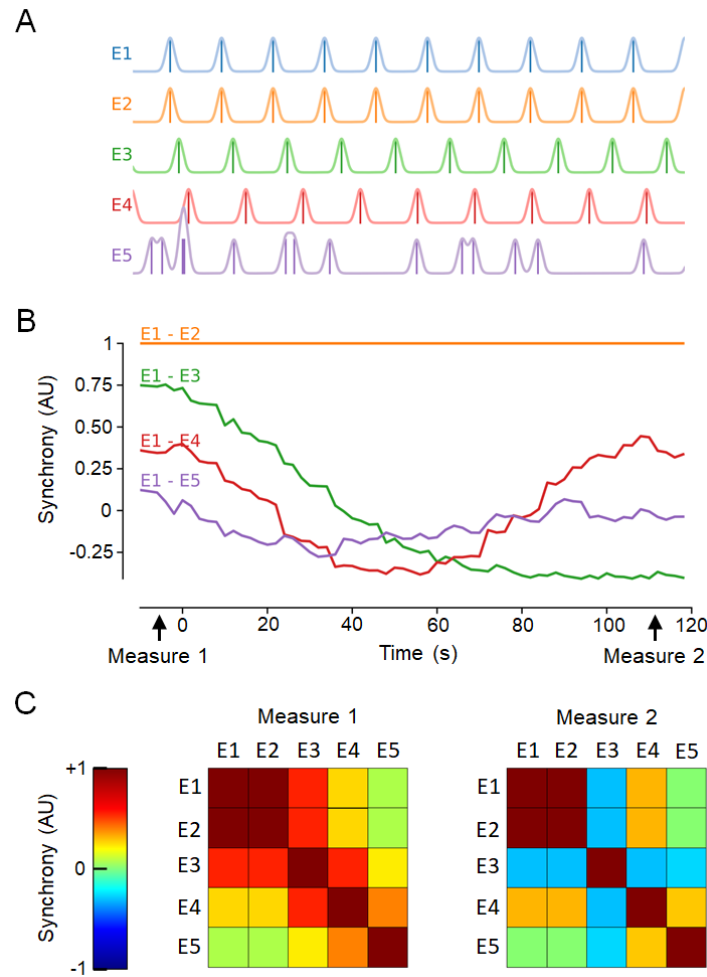 A
E1
E2
E3
E4
E5
B
Synchrony (AU)
1
0.75
0.50
0.25
0
-0.25
E1 - E2
E1 - E3
E1 - E4
E1 - E5
0 20 40 60 80 100 120
Measure 1 Time (s) Measure 2
C
Synchrony (AU)
+1
0
-1
Measure 1
E1 E2 E3 E4 E5
E1
E2
E3
E4
E5
Measure 2
E1 E2 E3 E4 E5
E1
E2
E3
E4
E5